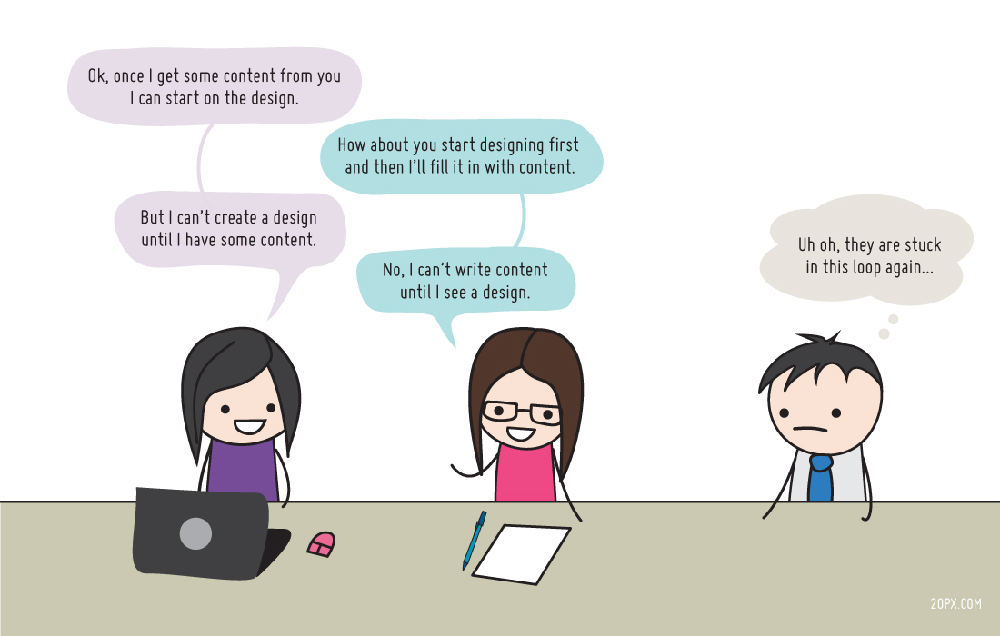 Ok, once I get some content from you
I can start on the design.
How about you start designing first
and then I'll fill it in with content.
But I can't create a design
until I have some content.
No, I can't write content
until I see a design.
Uh oh, they are stuck
in this loop again...
20PX.COM